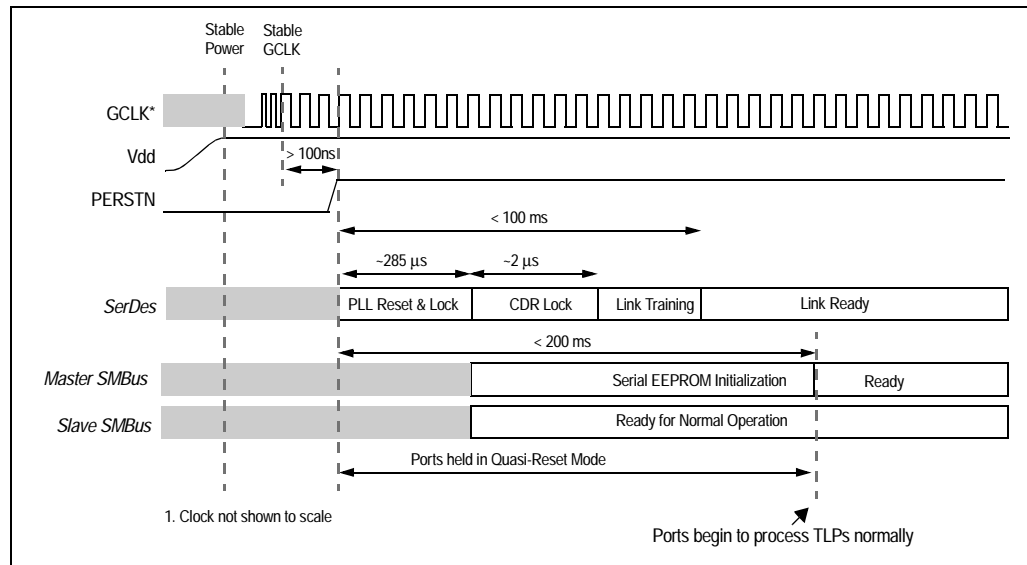 Stable
Power
Stable
GCLK
GCLK*
Vdd
> 100ns
PERSTN
< 100 ms
~285 μs
~2 μs
SerDes
PLL Reset & Lock
CDR Lock
Link Training
Link Ready
< 200 ms
Master SMBus
Serial EEPROM Initialization
Ready
Slave SMBus
Ready for Normal Operation
Ports held in Quasi-Reset Mode
1. Clock not shown to scale
Ports begin to process TLPs normally